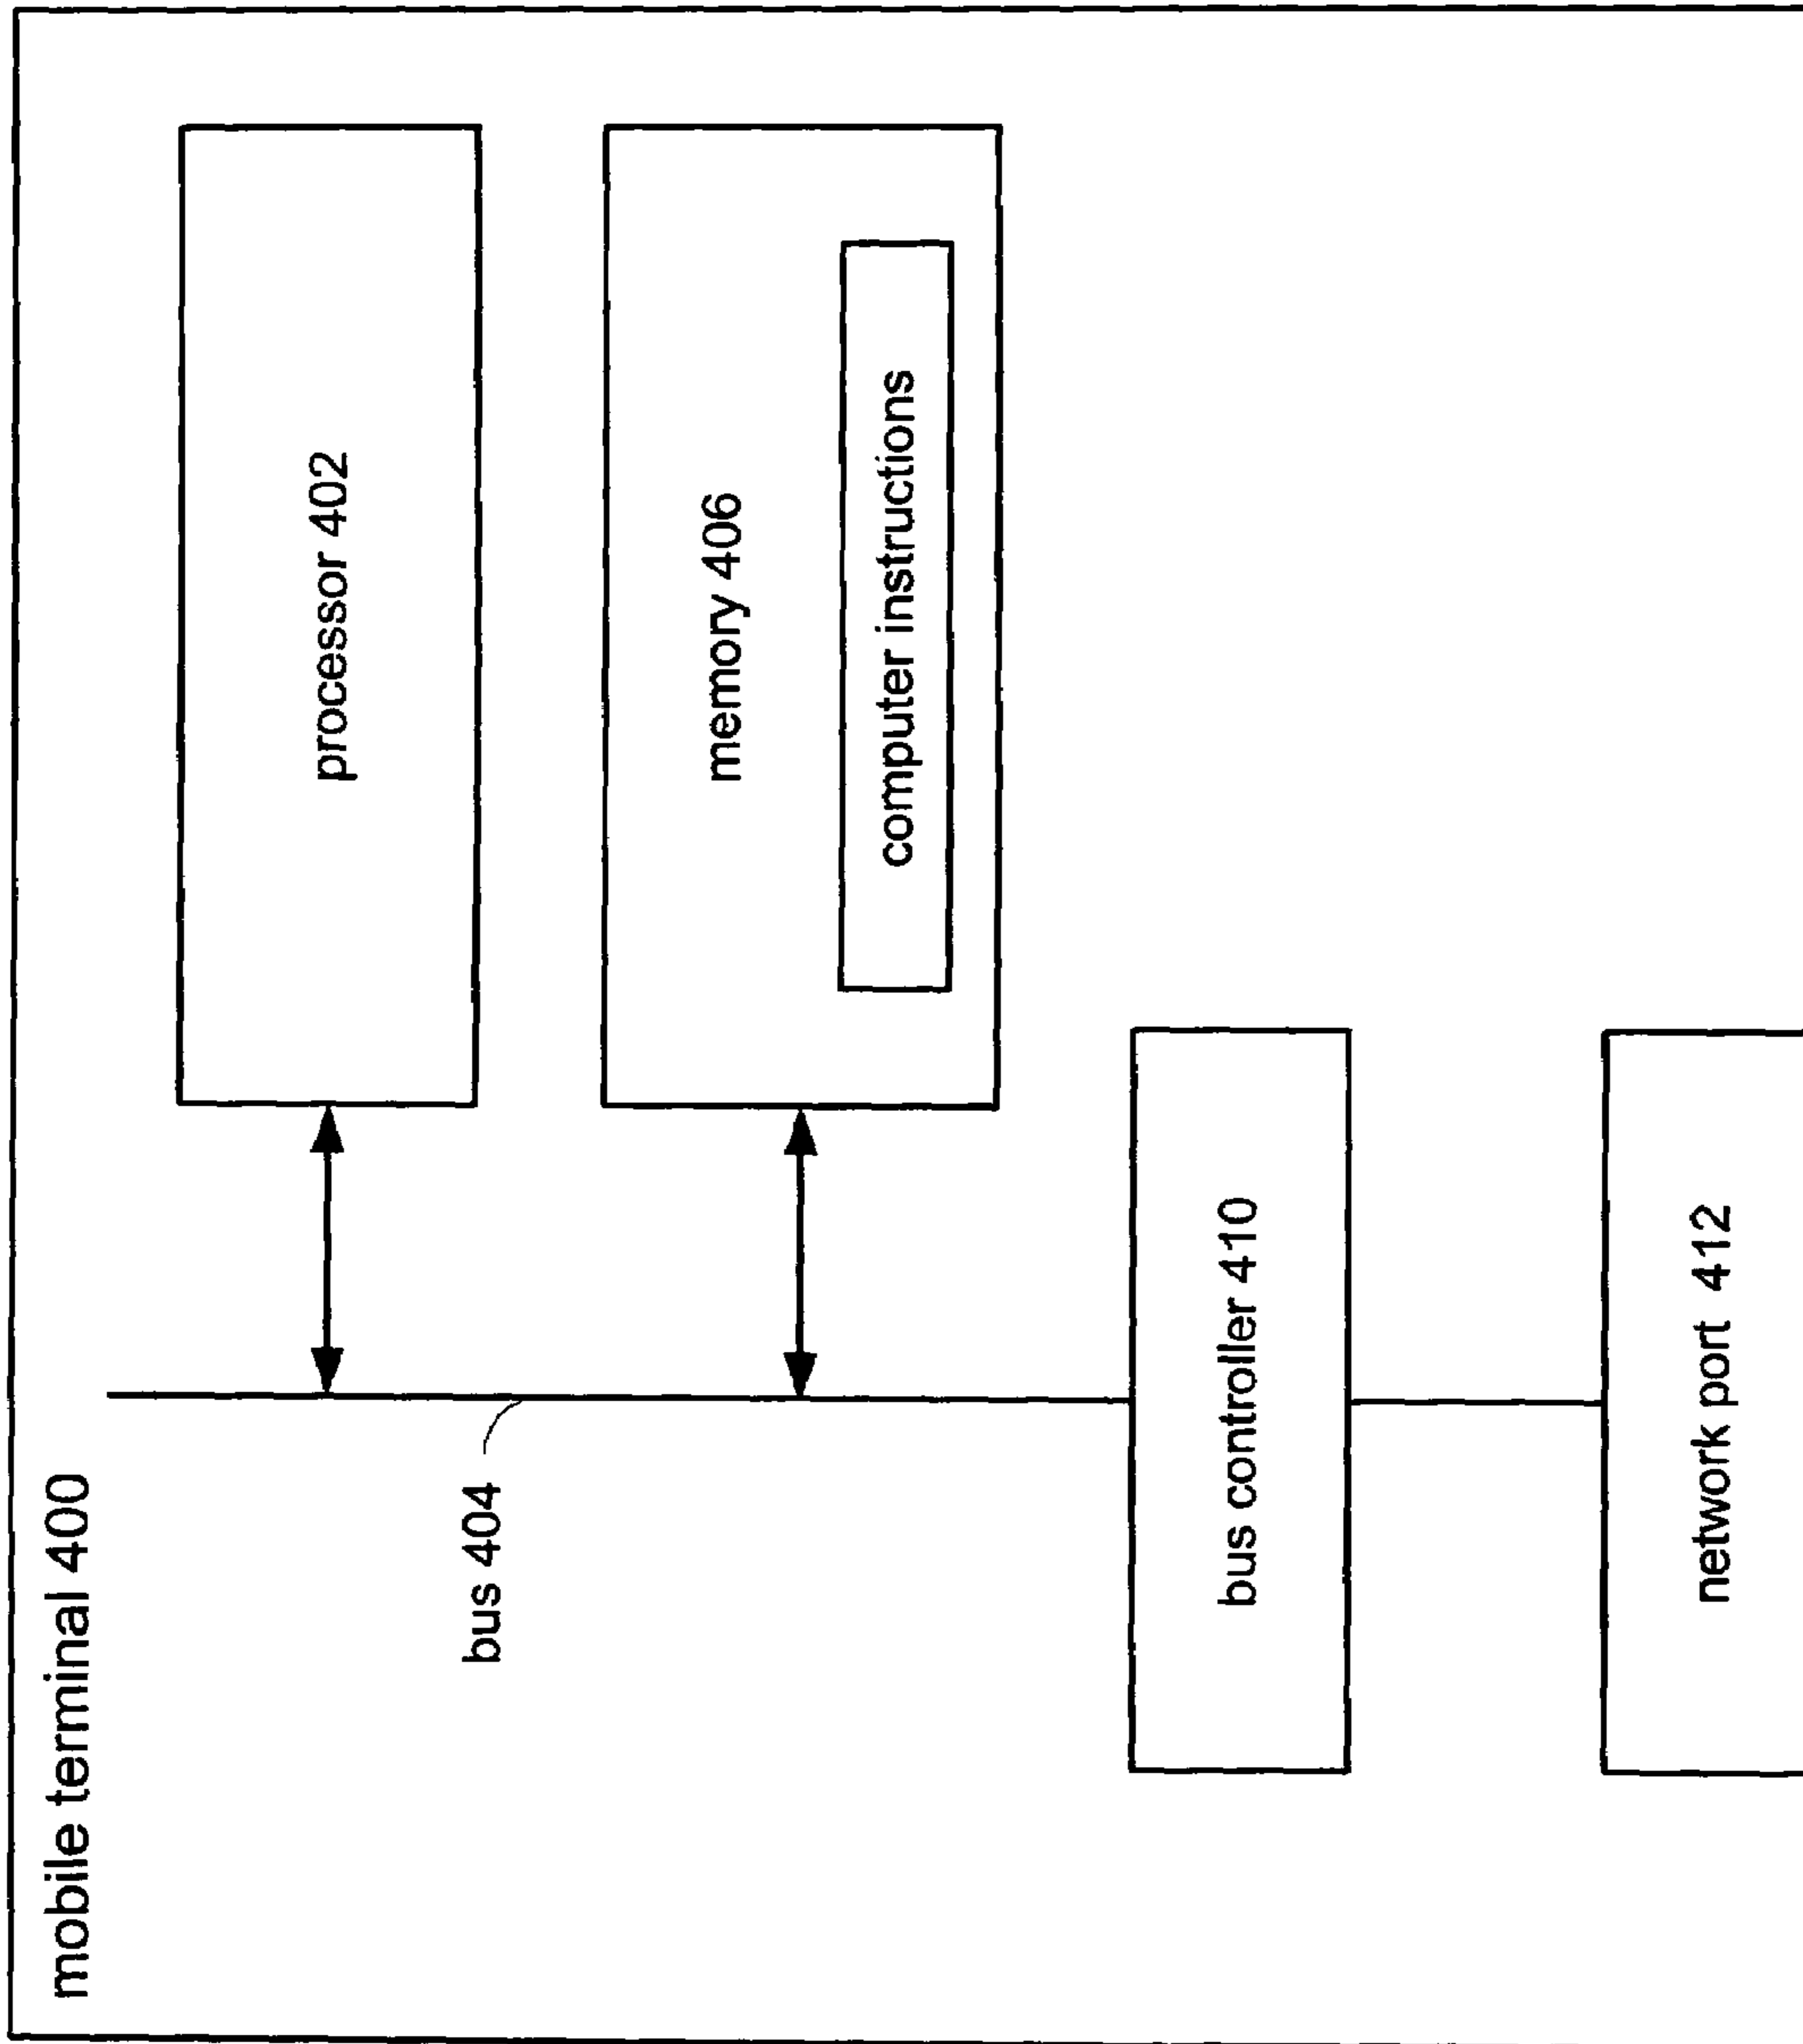 mobile terminal 400
processor 402
bus 404
memory 406
computer instructions
bus controller 410
network port 412